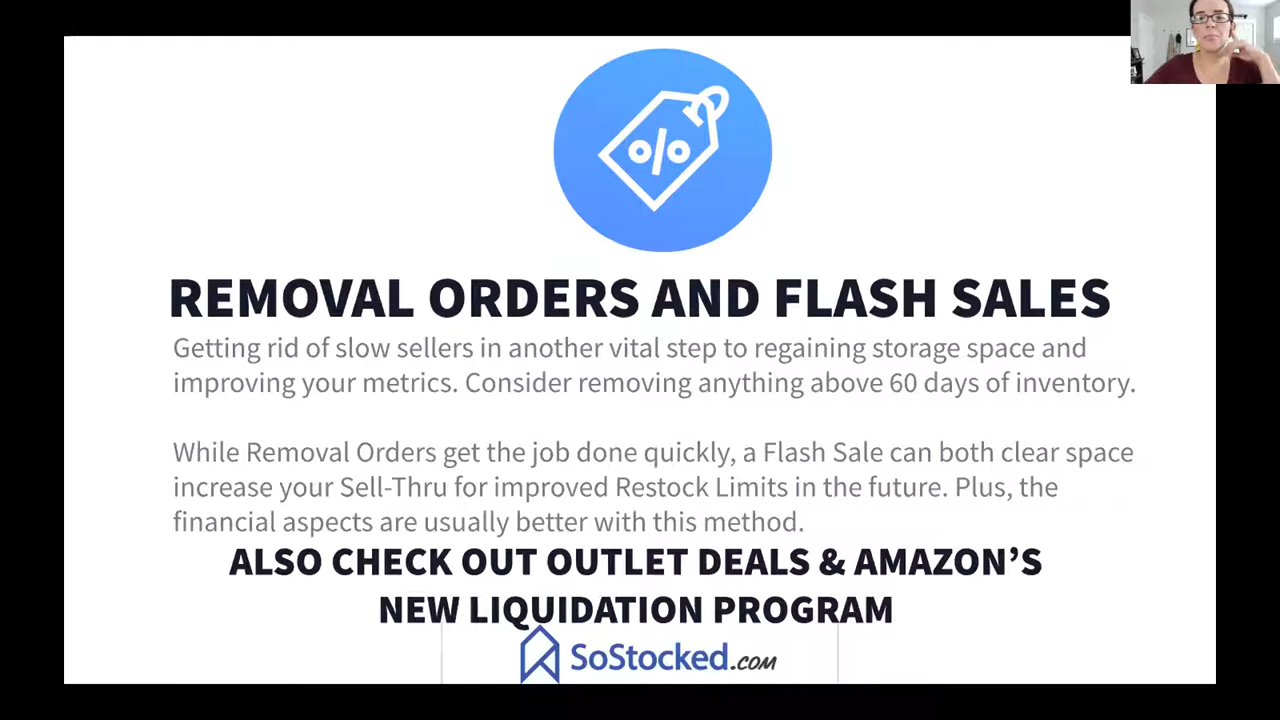 %
REMOVAL ORDERS AND FLASH SALES
Getting rid of slow sellers in another vital step to regaining storage space and
improving your metrics. Consider removing anything above 60 days of inventory.
While Removal Orders get the job done quickly, a Flash Sale can both clear space
increase your Sell-Thru for improved Restock Limits in the future. Plus, the
financial aspects are usually better with this method.
ALSO CHECK OUT OUTLET DEALS & AMAZON’S
NEW LIQUIDATION PROGRAM
SoStocked.com